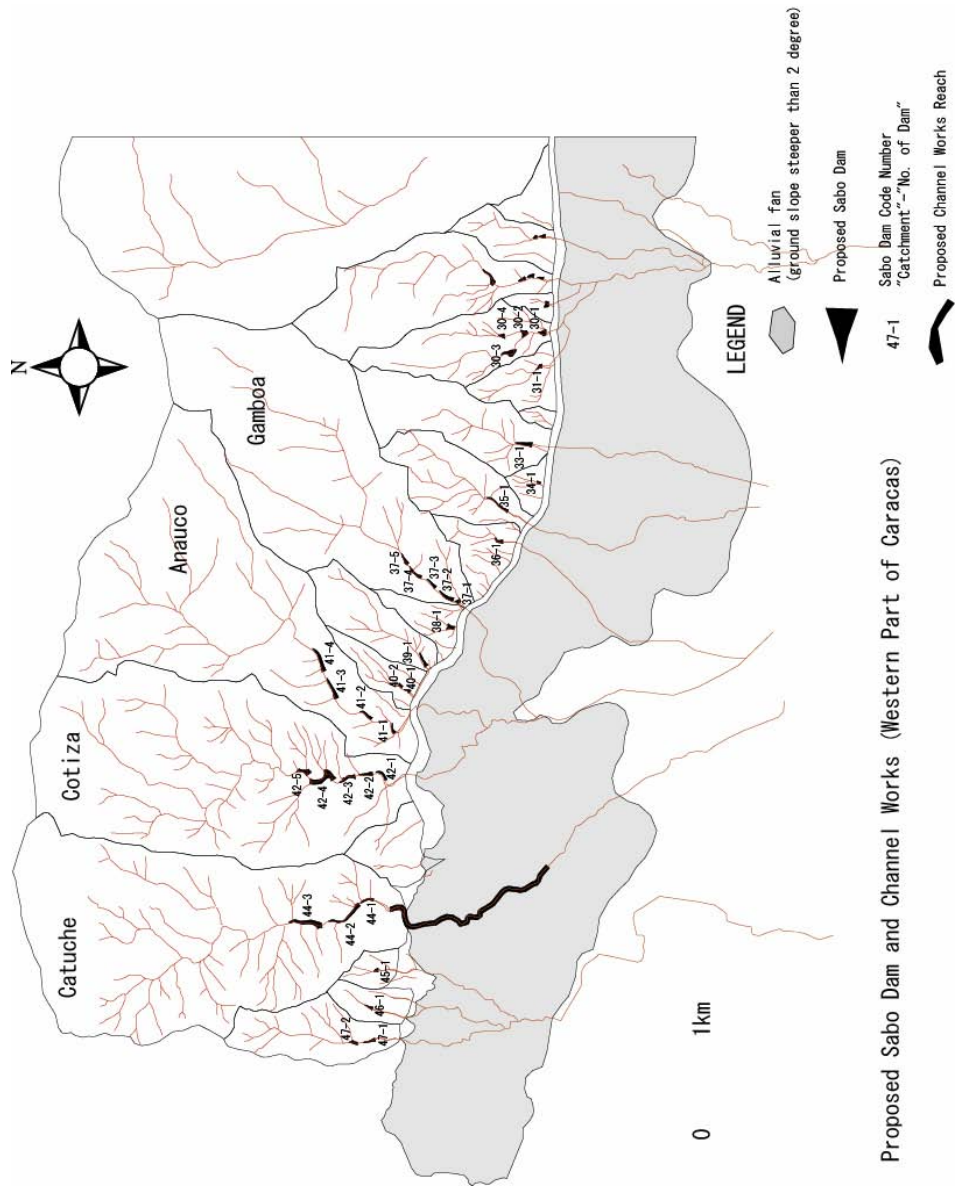 N
Catuche
Cotiza
Anauco
Gamboa
47-2
47-1
46-1
45-1
44-3
44-2
44-1
42-5
42-4
42-3
42-2
42-1
41-4
41-3
41-2
41-1
40-2
40-1
39-1
38-1
37-5
37-4
37-3
37-2
37-1
36-1
35-1
34-1
33-1
31-1
30-3
30-4
30-2
30-1
LEGEND
Alluvial fan
(ground slope steeper than 2 degree)
Proposed Sabo Dam
47-1
Sabo Dam Code Number
"Catchment"-"No. of Dam"
Proposed Channel Works Reach
0 1km
Proposed Sabo Dam and Channel Works (Western Part of Caracas)